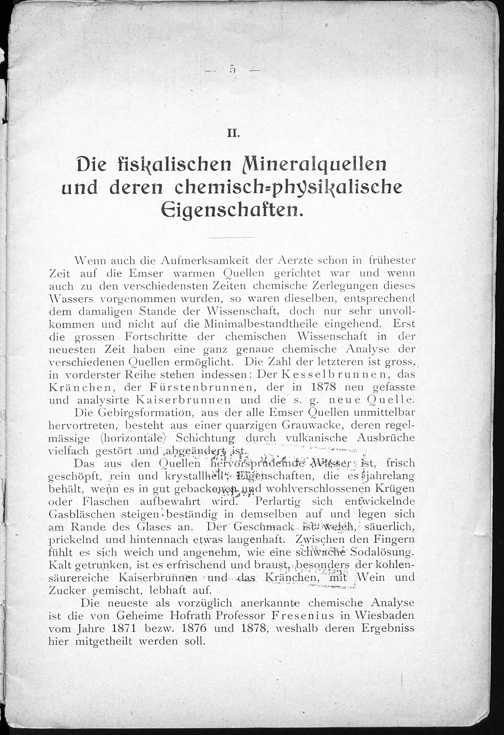 — 5 —
II.
Die fiskalischen Mineralquellen
und deren chemisch-physikalische
Eigenschaften.
Wenn auch die Aufmerksamkeit der Aerzte schon in frühester
Zeit auf die Emser warmen Quellen gerichtet war und wenn
auch zu den verschiedensten Zeiten chemische Zerlegungen dieses
Wassers vorgenommen wurden, so waren dieselben, entsprechend
dem damaligen Stande der Wissenschaft, doch nur sehr unvoll-
kommen und nicht auf die Minimalbestandtheile eingehend. Erst
die grossen Fortschritte der chemischen Wissenschaft in der
neuesten Zeit haben eine ganz genaue chemische Analyse der
verschiedenen Quellen ermöglicht. Die Zahl der letzteren ist gross,
in vorderster Reihe stehen indessen: Der Kesselbrunnen, das
Kränchen, der Fürstenbrunnen, der in 1878 neu gefasste
und analysirte Kaiserbrunnen und die s. g. neue Quelle.
Die Gebirgsformation, aus der alle Emser Quellen unmittelbar
hervortreten, besteht aus einer quarzigen Grauwacke, deren regel-
mässige (horizontale) Schichtung durch vulkanische Ausbrüche
vielfach gestört und abgeändert ist.
Das aus den Quellen hervorsprudelnde Wasser ist, frisch
geschöpft, rein und krystallhell; Eigenschaften, die es jahrelang
behält, wenn es in gut gebackenen und wohlverschlossenen Krügen
oder Flaschen aufbewahrt wird. Perlartig sich entwickelnde
Gasbläschen steigen beständig in demselben auf und legen sich
am Rande des Glases an. Der Geschmack ist weich, säuerlich,
prickelnd und hintennach etwas laugenhaft. Zwischen den Fingern
fühlt es sich weich und angenehm, wie eine schwache Sodalösung.
Kalt getrunken, ist es erfrischend und braust, besonders der kohlen-
säurereiche Kaiserbrunnen und das Kränchen, mit Wein und
Zucker gemischt, lebhaft auf.
Die neueste als vorzüglich anerkannte chemische Analyse
ist die von Geheime Hofrath Professor Fresenius in Wiesbaden
vom Jahre 1871 bezw. 1876 und 1878, weshalb deren Ergebniss
hier mitgetheilt werden soll.